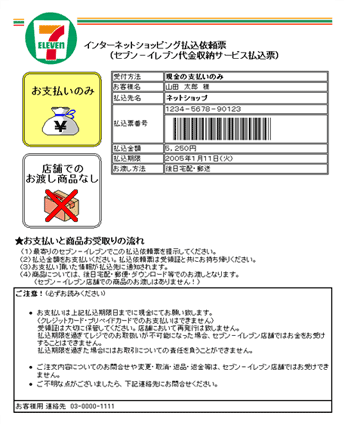 7
ELEVEN
インターネットショッピング払込依頼票
(セブン−イレブン代金収納サービス払込票)
お支払いのみ
¥
店舗での
お渡し商品なし
受付方法 現金の支払いのみ
お客様名 山田 太郎 様
払込先名 ネットショップ
払込票番号 1234-5678-90123
払込金額 5,250円
払込期限 2005年1月11日(火)
お渡し方法 後日宅配・郵送
★お支払いと商品お受取りの流れ
(1)最寄りのセブン−イレブンでこの払込依頼票を提示してください。
(2)払込金額をお支払いください。払込依頼票は受領証と共にお持ち帰りください。
(3)お支払い頂いた情報が払込先に通知されます。
(4)商品については、後日宅配・郵便・ダウンロード等でのお渡しとなります。
(セブン−イレブン店舗での商品のお渡しはありません!)
ご注意!(必ずお読みください)
• お支払いは上記払込期限日までに現金にてお願い致します。
(クレジットカード・プリペイドカードでのお支払いはできません)
受領証は大切に保管してください。店舗において再発行は致しません。
払込期限を過ぎてレジでのお取扱いが不可能になった場合、セブン−イレブン店舗ではお金をお受け
することはできません。
払込期限を過ぎた場合にはお取引についての責任を負うことができません。
• ご注文内容についてのお問合せや変更・取消・返品・返金等は、セブン−イレブン店舗ではお受けできま
せん。
• ご不明な点がございましたら、下記連絡先にお問合せください。
お客様用 連絡先 03-0000-1111